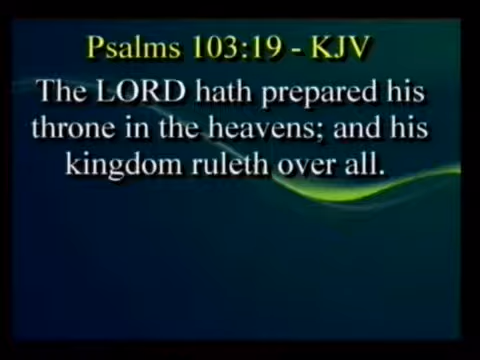 Psalms 103:19 - KJV
The LORD hath prepared his
throne in the heavens; and his
kingdom ruleth over all.